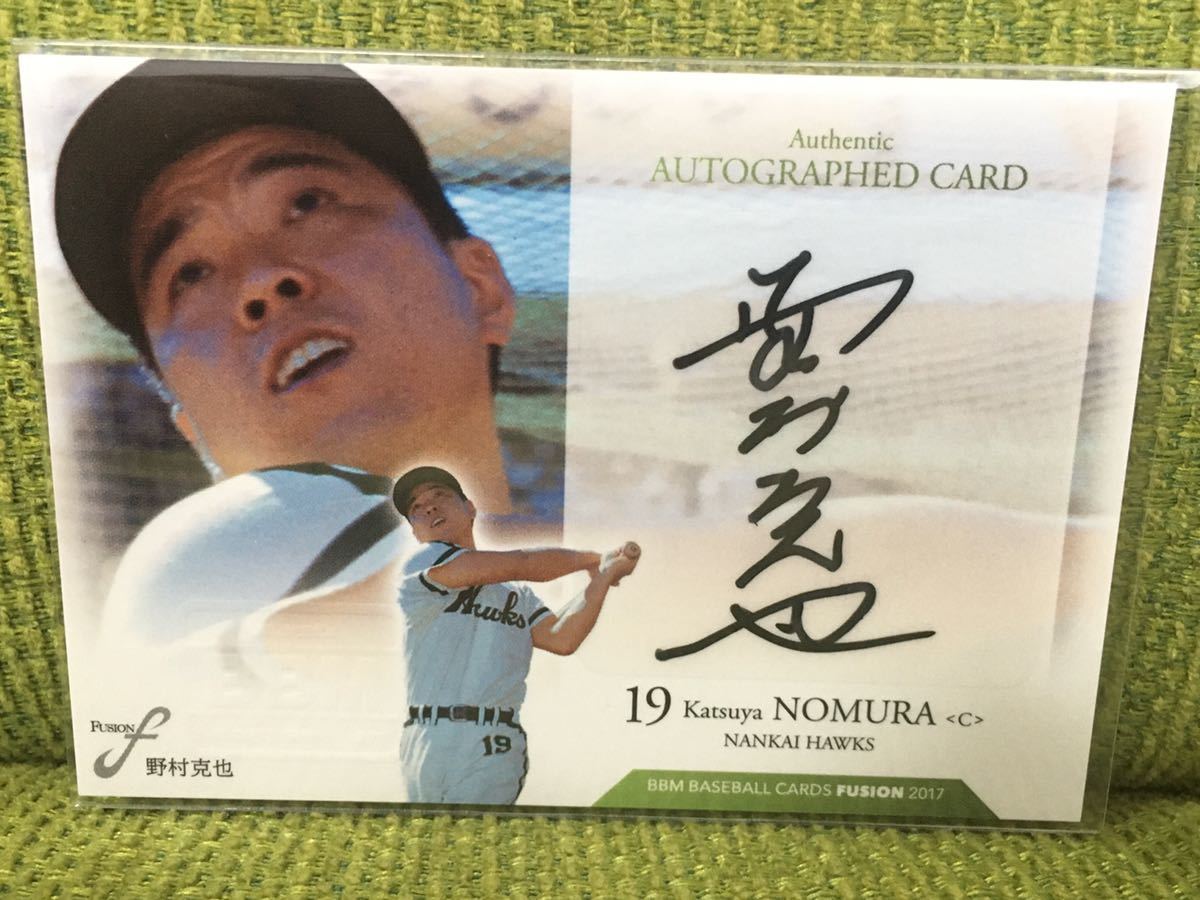 Authentic
AUTOGRAPHED CARD
野村克也
Hawks
19
19 Katsuya NOMURA <C>
NANKAI HAWKS
FUSION f
野村克也
BBM BASEBALL CARDS FUSION 2017